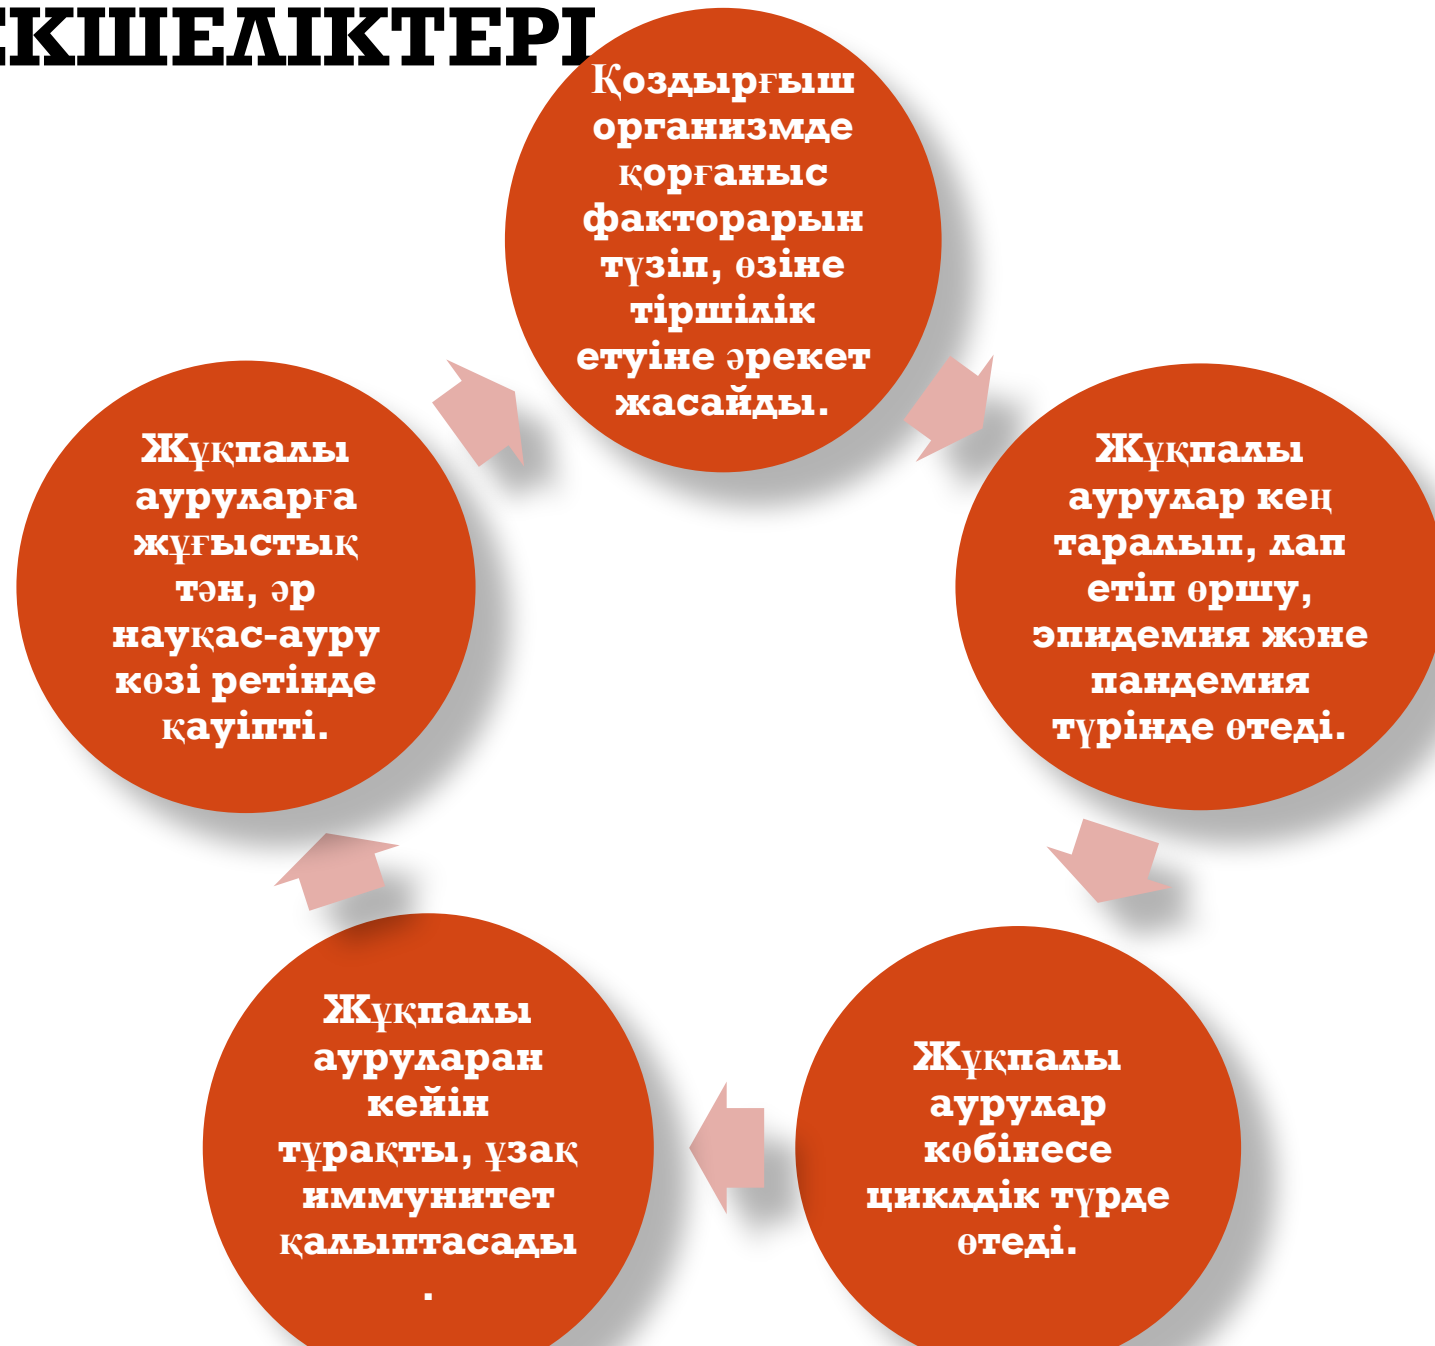 КШЕЛІКТЕРІ
Қоздырғыш
организмде
қорғаныс
факторарын
түзіп, өзіне
тіршілік
етуіне әрекет
жасайды.
Жұқпалы
аурулар кең
таралып, лап
етіп өршу,
эпидемия және
пандемия
түрінде өтеді.
Жұқпалы
аурулар
көбінесе
циклдік түрде
өтеді.
Жұқпалы
ауруларан
кейін
тұрақты, ұзақ
иммунитет
қалыптасады
.
Жұқпалы
ауруларға
жұғыстық
тән, әр
науқас-ауру
көзі ретінде
қауіпті.